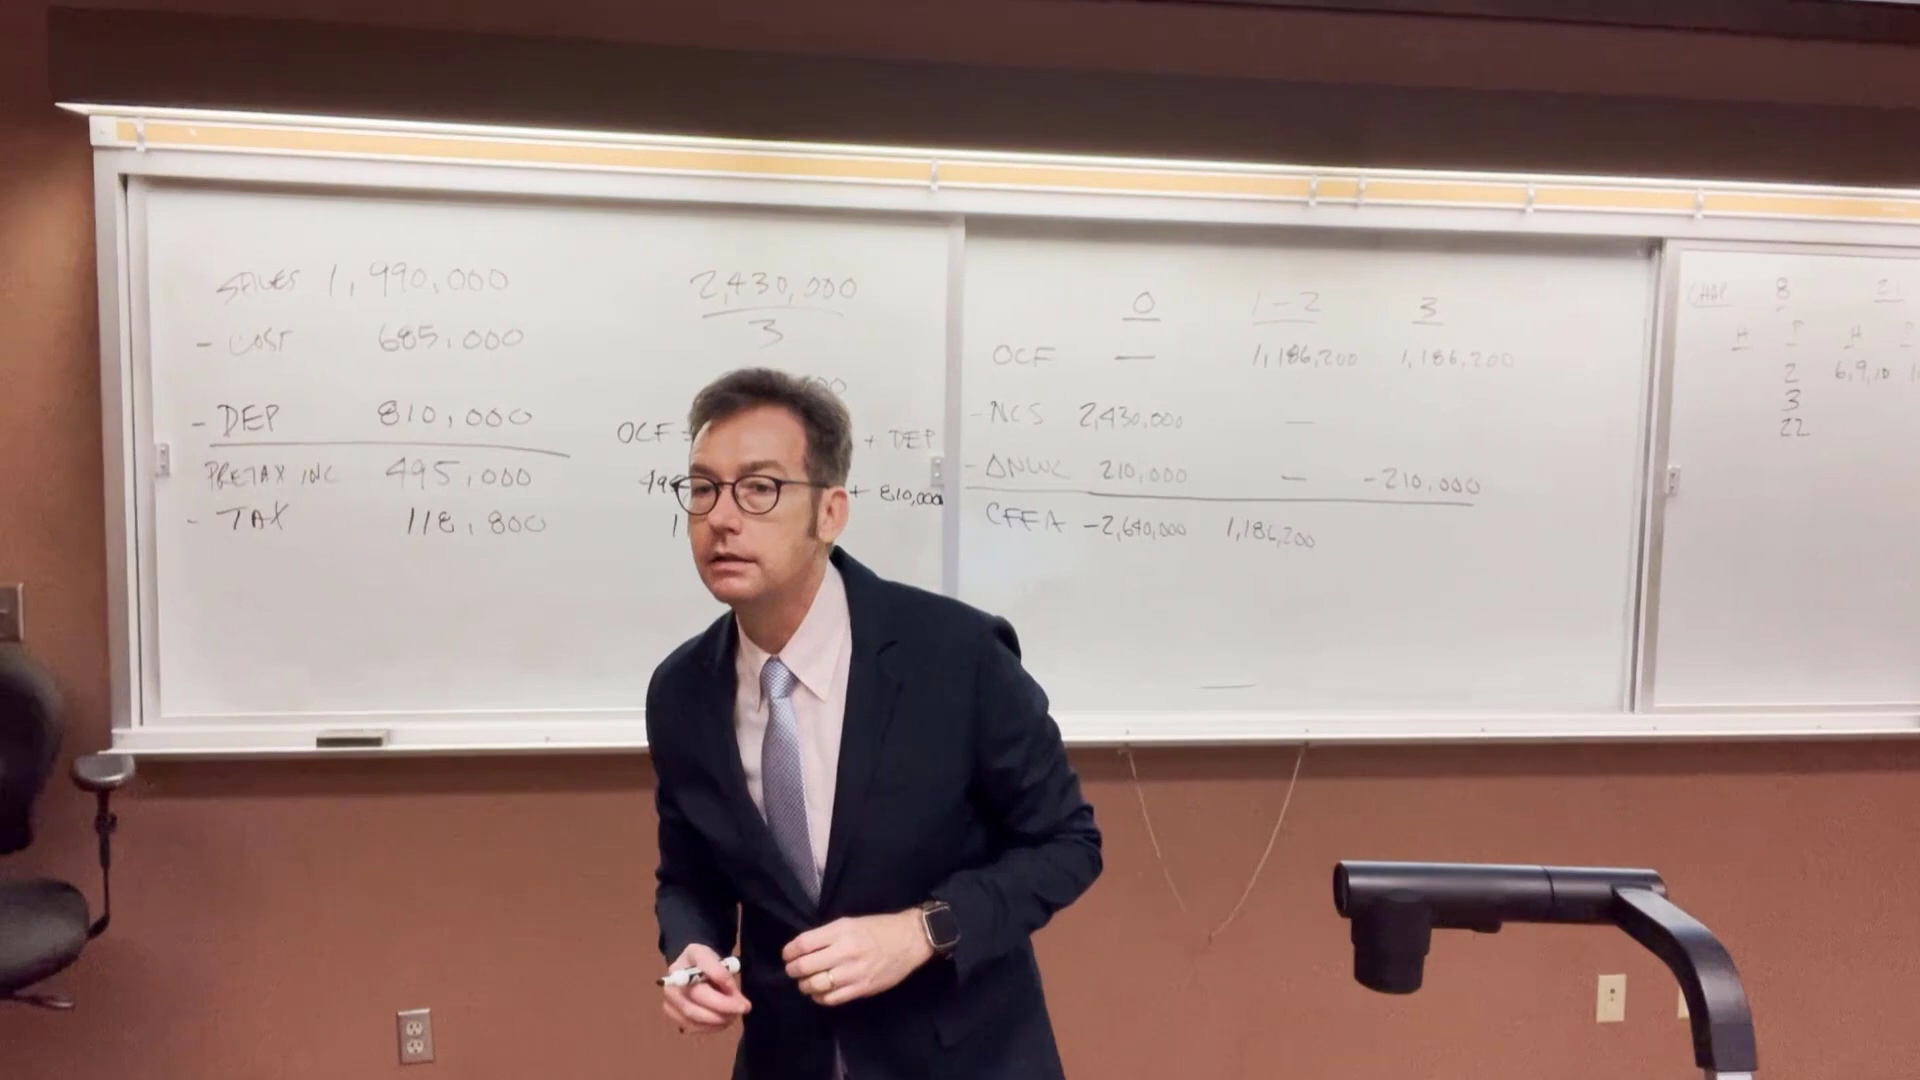 SALES 1,990,000
- COST 685,000
- DEP 810,000
PRETAX INC 495,000
- TAX 118,800
2,430,000
3
OCF = + DEP
+ 810,000
0 1-2 3
OCF — 1,186,200 1,186,200
- NCS 2,430,000 —
- ΔNWC 210,000 — -210,000
CFFA -2,640,000 1,186,200
CHAP 8 21
H P H
2 6,9,10
3
22